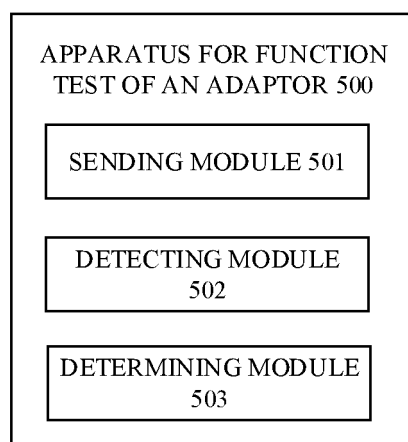 APPARATUS FOR FUNCTION
TEST OF AN ADAPTOR 500
SENDING MODULE 501
DETECTING MODULE
502
DETERMINING MODULE
503